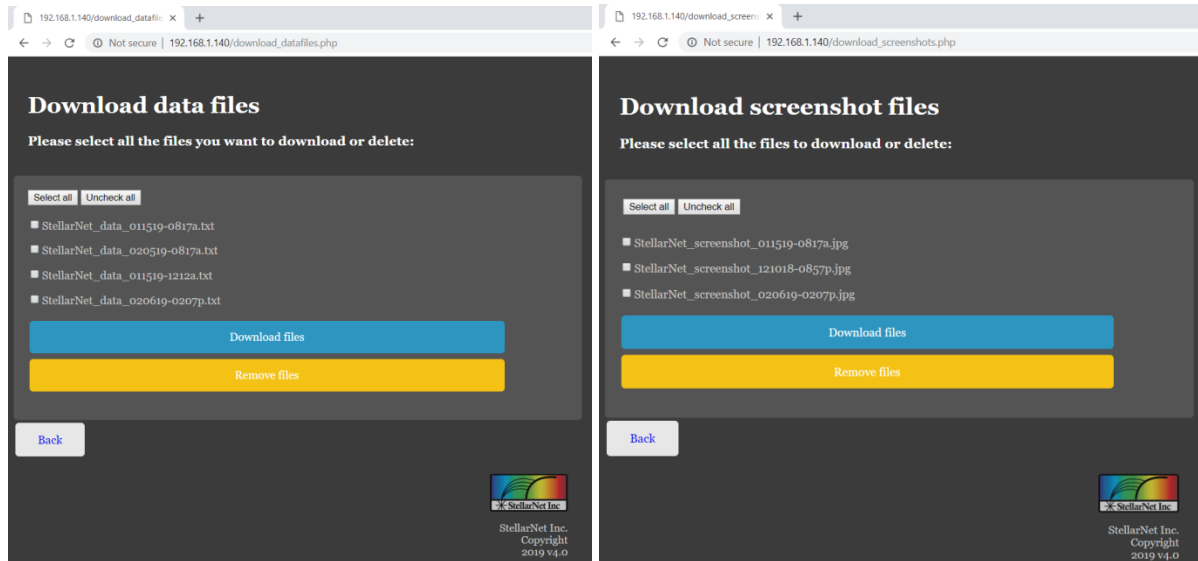 192.168.1.140/download_datafile
Not secure | 192.168.1.140/download_datafiles.php
Download data files
Please select all the files you want to download or delete:
Select all Uncheck all
StellarNet_data_011519-0817a.txt
StellarNet_data_020519-0817a.txt
StellarNet_data_011519-1212a.txt
StellarNet_data_020619-0207p.txt
Download files
Remove files
Back
StellarNet Inc
StellarNet Inc.
Copyright
2019 v4.0
192.168.1.140/download_screens
Not secure | 192.168.1.140/download_screenshots.php
Download screenshot files
Please select all the files to download or delete:
Select all Uncheck all
StellarNet_screenshot_011519-0817a.jpg
StellarNet_screenshot_121018-0857p.jpg
StellarNet_screenshot_020619-0207p.jpg
Download files
Remove files
Back
StellarNet Inc
StellarNet Inc.
Copyright
2019 v4.0